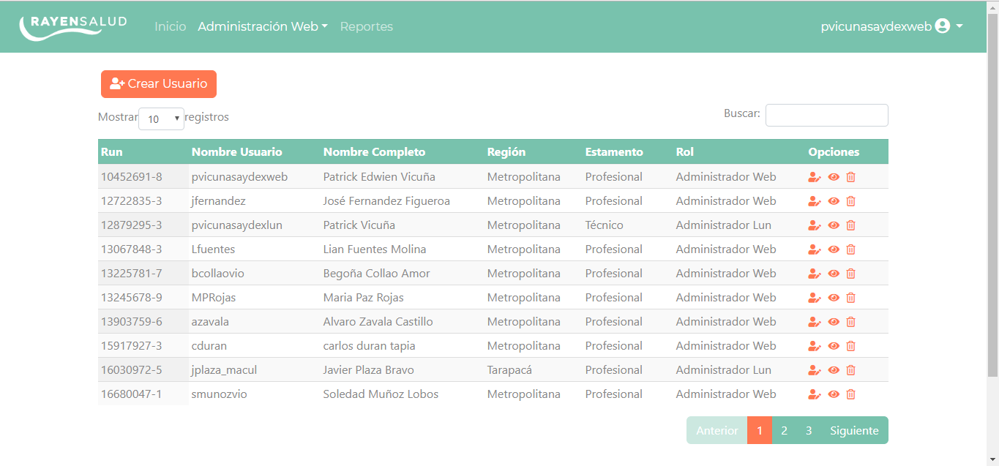 RAYENSALUD Inicio Administración Web Reportes pvicunasaydexweb
Crear Usuario
Mostrar 10 registros Buscar:
Run Nombre Usuario Nombre Completo Región Estamento Rol Opciones
10452691-8 pvicunasaydexweb Patrick Edwien Vicuña Metropolitana Profesional Administrador Web
12722835-3 jfernandez José Fernandez Figueroa Metropolitana Profesional Administrador Web
12879295-3 pvicunasaydexlun Patrick Vicuña Metropolitana Técnico Administrador Lun
13067848-3 Lfuentes Lian Fuentes Molina Metropolitana Profesional Administrador Web
13225781-7 bcollaovio Begoña Collao Amor Metropolitana Profesional Administrador Web
13245678-9 MPRojas Maria Paz Rojas Metropolitana Profesional Administrador Web
13903759-6 azavala Alvaro Zavala Castillo Metropolitana Profesional Administrador Web
15917927-3 cduran carlos duran tapia Metropolitana Profesional Administrador Web
16030972-5 jplaza_macul Javier Plaza Bravo Tarapacá Profesional Administrador Lun
16680047-1 smunozvio Soledad Muñoz Lobos Metropolitana Profesional Administrador Web
Anterior 1 2 3 Siguiente